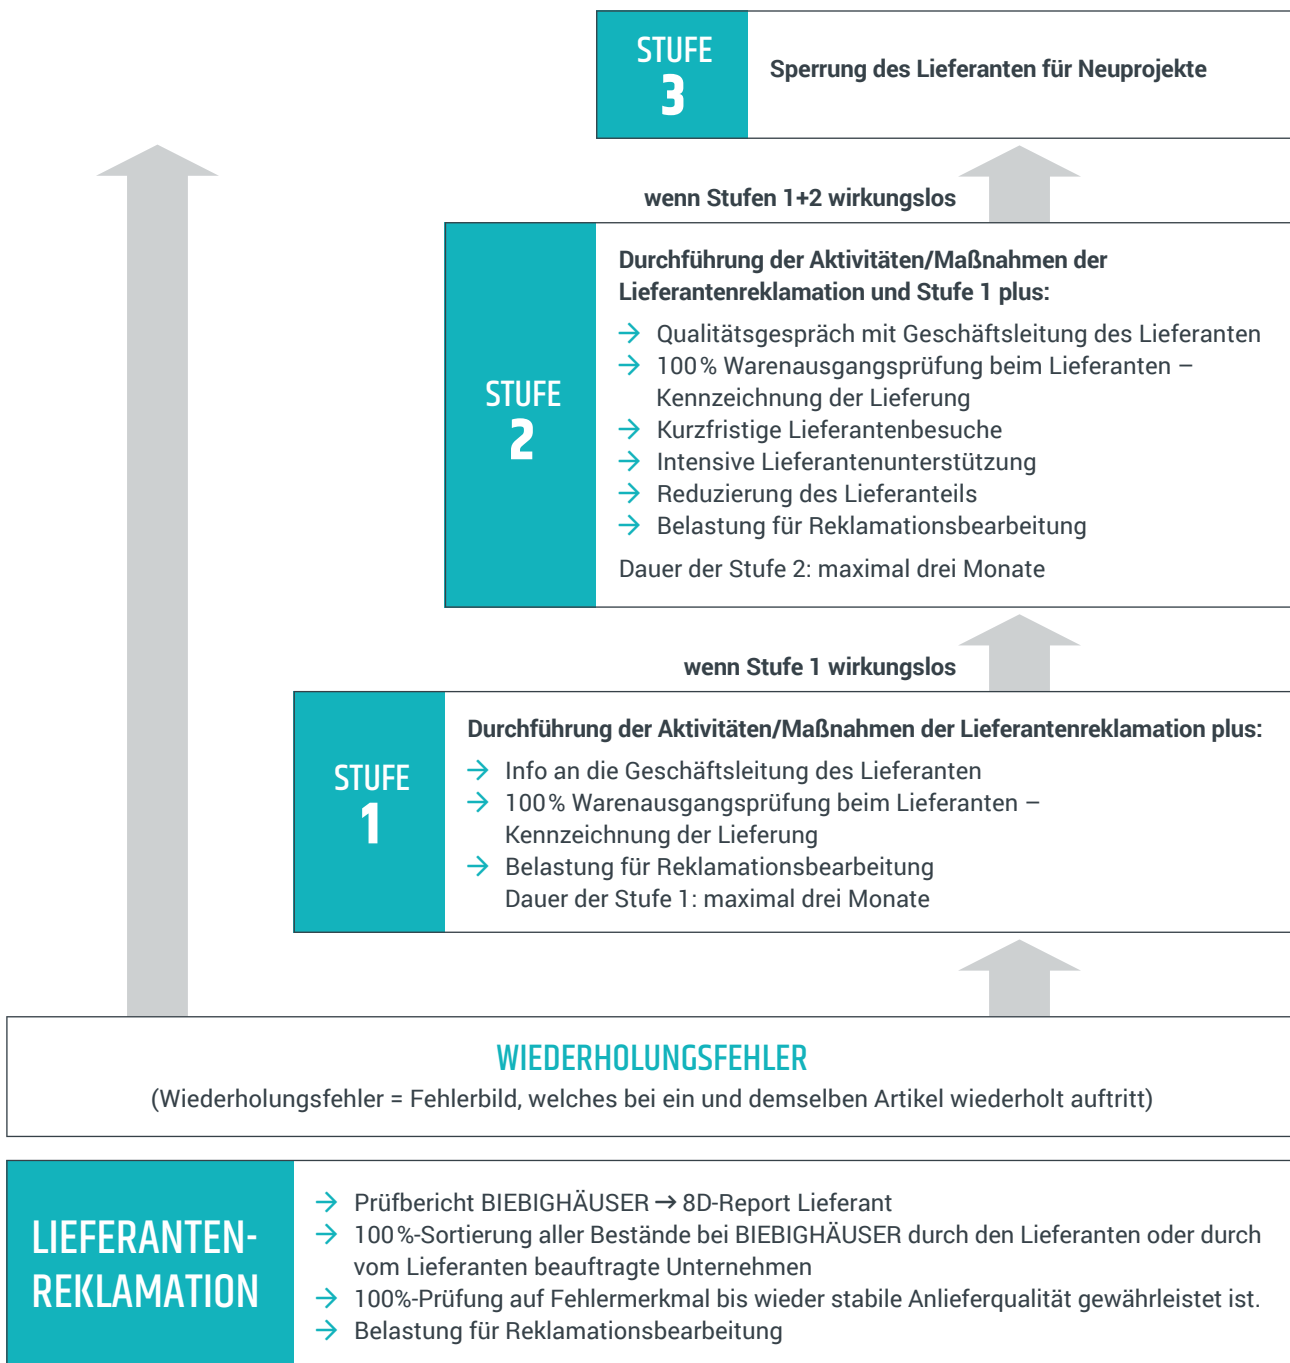 STUFE
3
Sperrung des Lieferanten für Neuprojekte
wenn Stufen 1+2 wirkungslos
STUFE
2
Durchführung der Aktivitäten/Maßnahmen der
Lieferantenreklamation und Stufe 1 plus:
→ Qualitätsgespräch mit Geschäftsleitung des Lieferanten
→ 100 % Warenausgangsprüfung beim Lieferanten –
Kennzeichnung der Lieferung
→ Kurzfristige Lieferantenbesuche
→ Intensive Lieferantenunterstützung
→ Reduzierung des Lieferanteils
→ Belastung für Reklamationsbearbeitung
Dauer der Stufe 2: maximal drei Monate
wenn Stufe 1 wirkungslos
STUFE
1
Durchführung der Aktivitäten/Maßnahmen der Lieferantenreklamation plus:
→ Info an die Geschäftsleitung des Lieferanten
→ 100 % Warenausgangsprüfung beim Lieferanten –
Kennzeichnung der Lieferung
→ Belastung für Reklamationsbearbeitung
Dauer der Stufe 1: maximal drei Monate
WIEDERHOLUNGSFEHLER
(Wiederholungsfehler = Fehlerbild, welches bei ein und demselben Artikel wiederholt auftritt)
LIEFERANTEN-
REKLAMATION
→ Prüfbericht BIEBIGHÄUSER → 8D-Report Lieferant
→ 100 %-Sortierung aller Bestände bei BIEBIGHÄUSER durch den Lieferanten oder durch
vom Lieferanten beauftragte Unternehmen
→ 100%-Prüfung auf Fehlermerkmal bis wieder stabile Anlieferqualität gewährleistet ist.
→ Belastung für Reklamationsbearbeitung